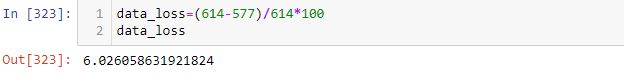 In [323]:
1 data_loss=(614-577)/614*100
2 data_loss
Out[323]: 6.026058631921824